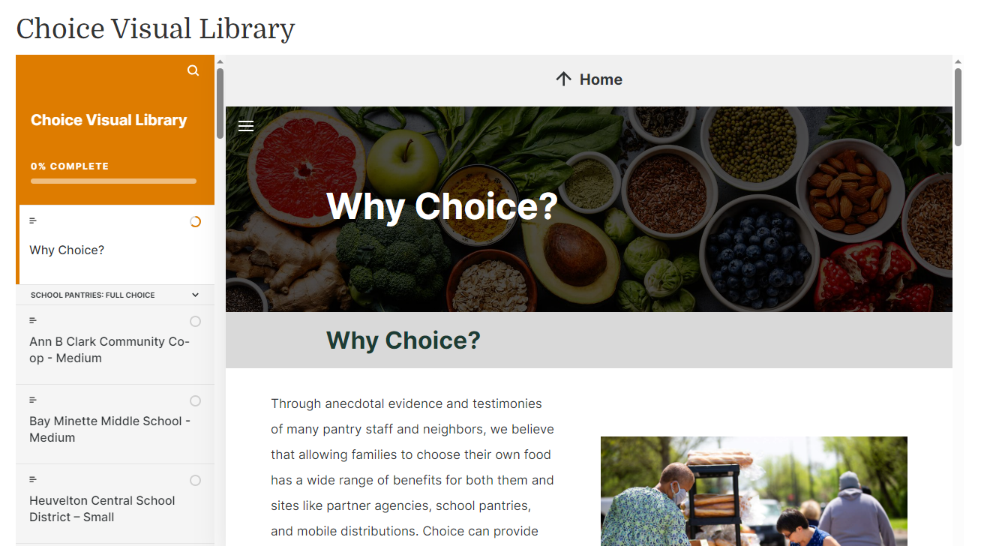 Choice Visual Library
Choice Visual Library
0% COMPLETE
Why Choice?
SCHOOL PANTRIES: FULL CHOICE
Ann B Clark Community Co-
op - Medium
Bay Minette Middle School -
Medium
Heuvelton Central School
District – Small
Home
Why Choice?
Why Choice?
Through anecdotal evidence and testimonies
of many pantry staff and neighbors, we believe
that allowing families to choose their own food
has a wide range of benefits for both them and
sites like partner agencies, school pantries,
and mobile distributions. Choice can provide